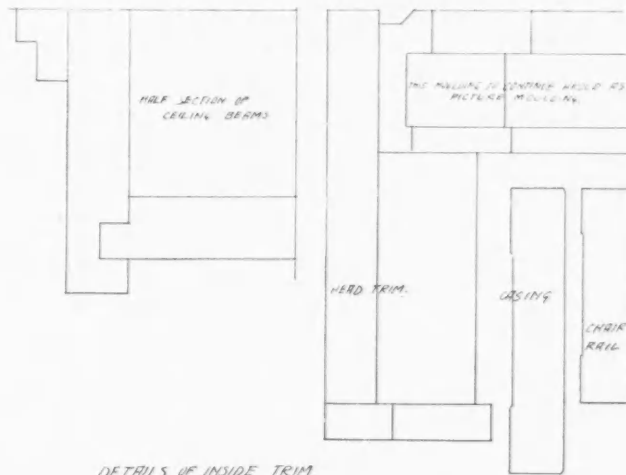 HALF SECTION OF
CEILING BEAMS
THIS MOULDING TO CONTINUE AROUND AS
PICTURE MOULDING.
HEAD TRIM.
CASING
CHAIR
RAIL
DETAILS OF INSIDE TRIM